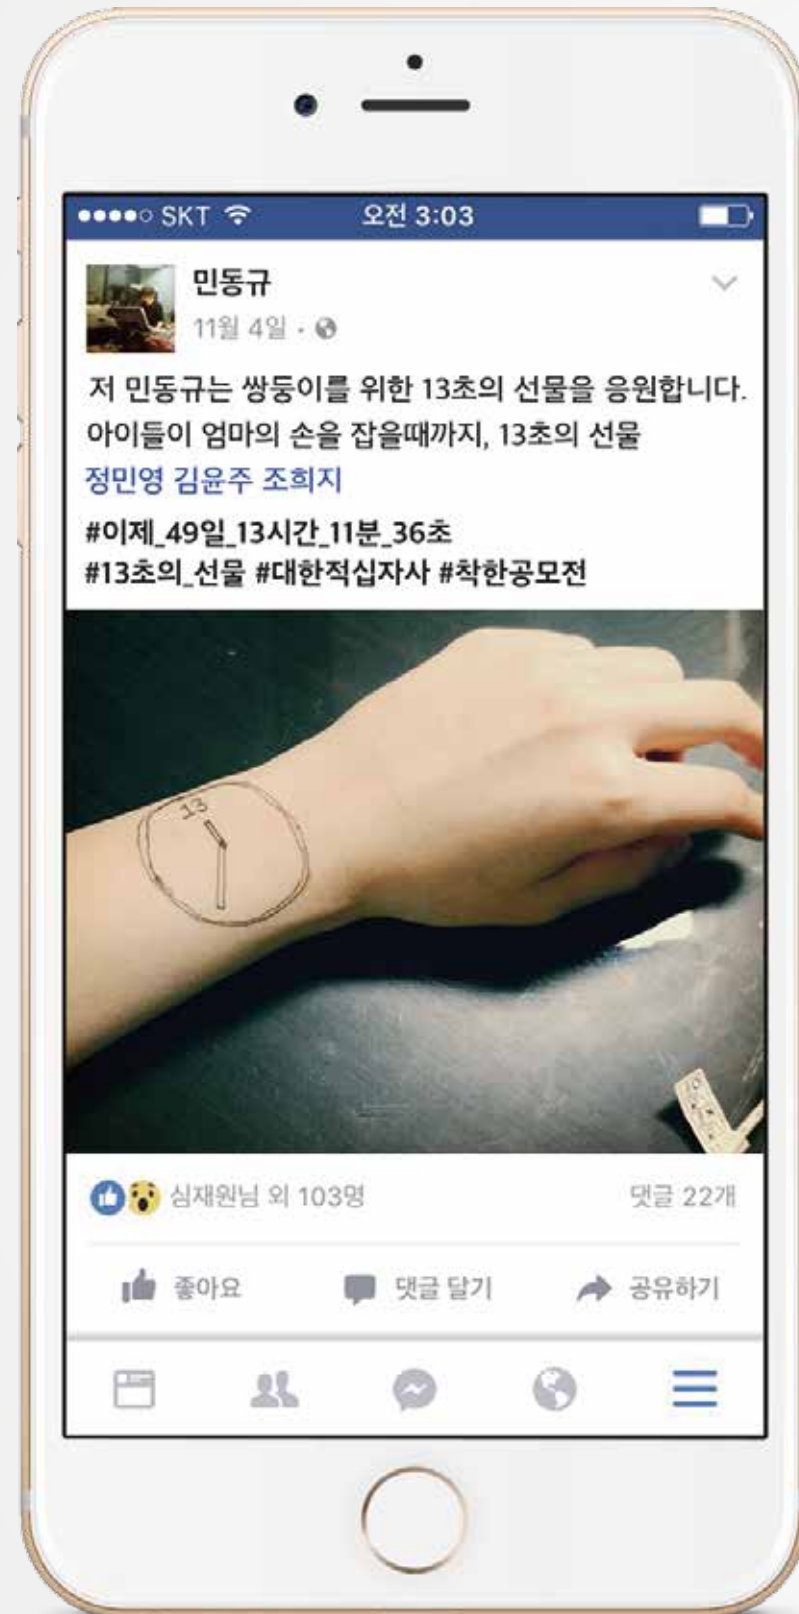 SKT
오전 3:03
민동규
11월 4일 ·
저 민동규는 쌍둥이를 위한 13초의 선물을 응원합니다.
아이들이 엄마의 손을 잡을때까지, 13초의 선물
정민영 김윤주 조희지
#이제_49일_13시간_11분_36초
#13초의_선물 #대한적십자사 #착한공모전
13
심재원님 외 103명
댓글 22개
좋아요
댓글 달기
공유하기